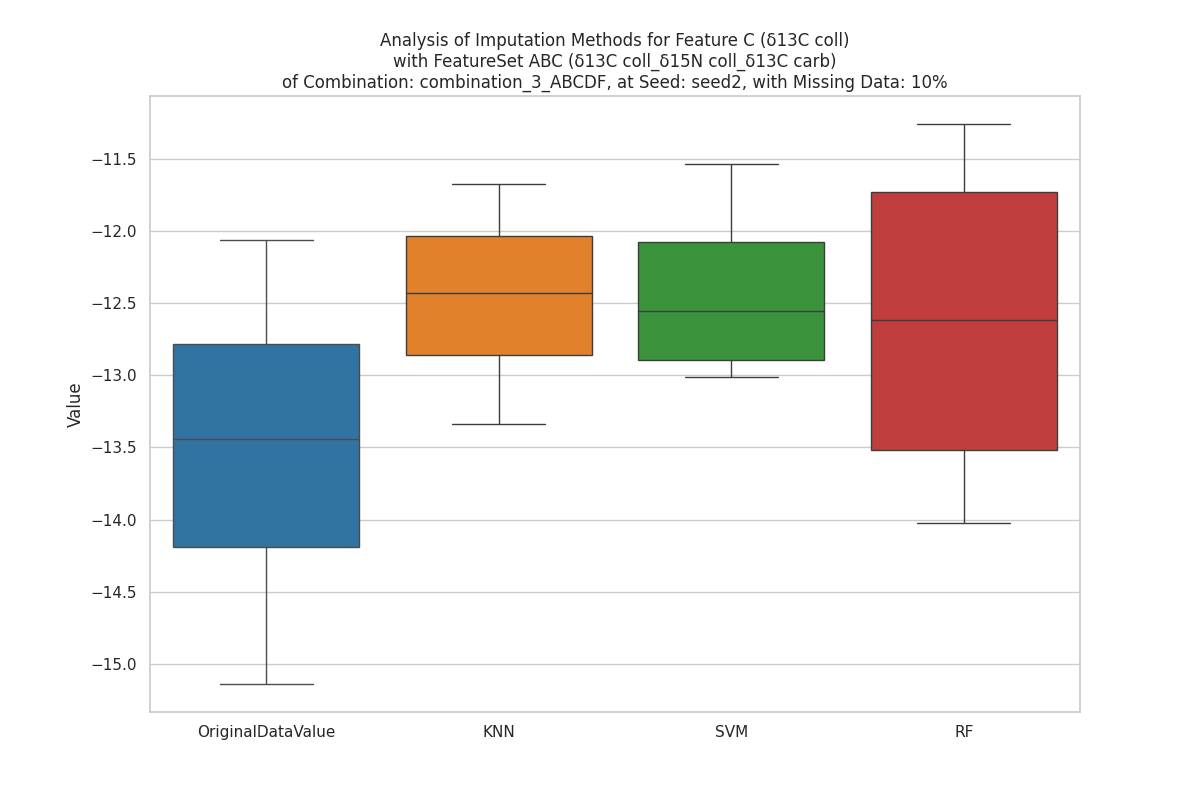 Analysis of Imputation Methods for Feature C (δ13C coll)
with FeatureSet ABC (δ13C coll_δ15N coll_δ13C carb)
of Combination: combination_3_ABCDF, at Seed: seed2, with Missing Data: 10%
−11.5
−12.0
−12.5
−13.0
−13.5
−14.0
−14.5
−15.0
Value
OriginalDataValue
KNN
SVM
RF